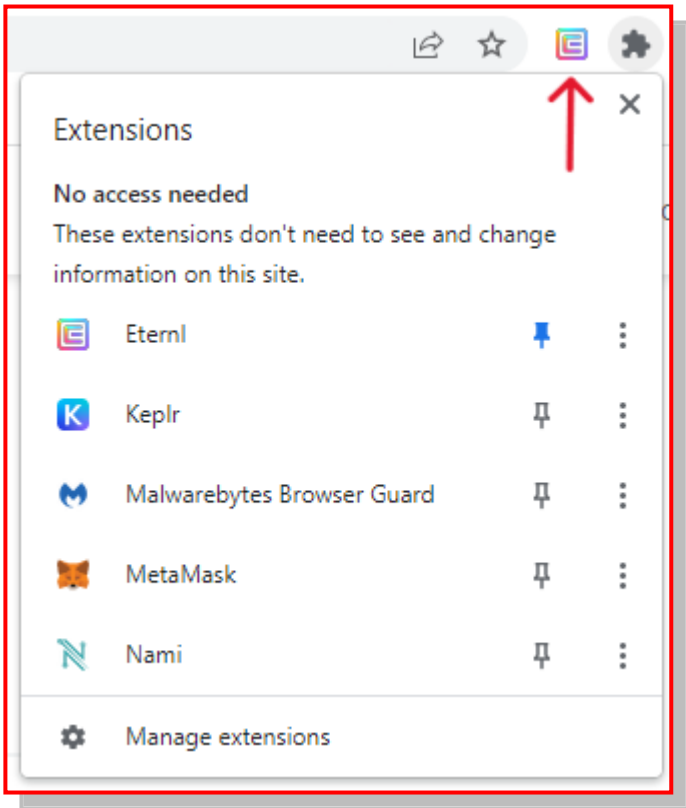 Extensions
No access needed
These extensions don't need to see and change
information on this site.
Eternl
Keplr
Malwarebytes Browser Guard
MetaMask
Nami
Manage extensions